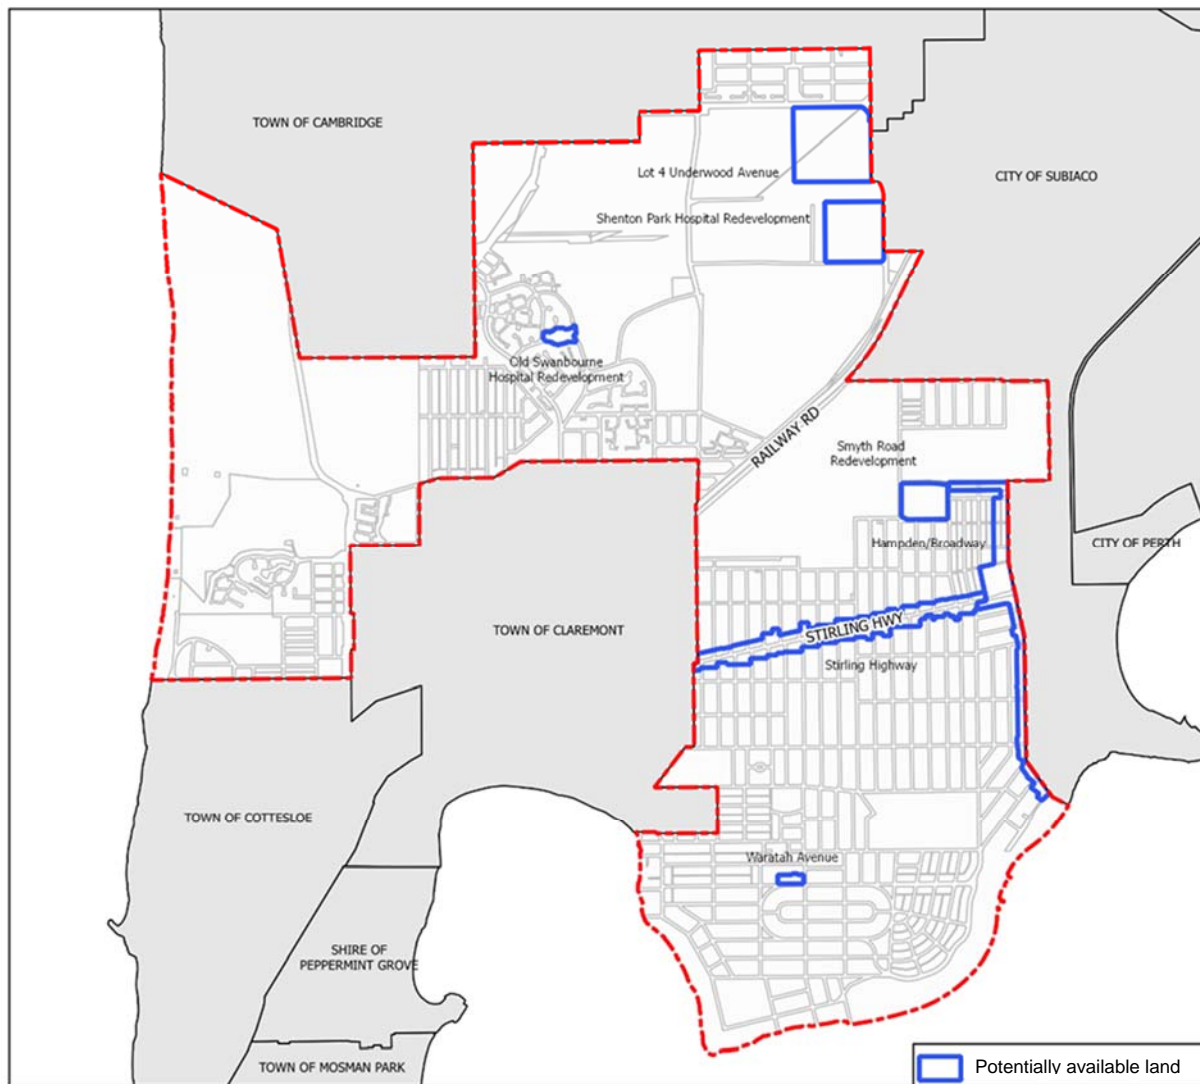 TOWN OF CAMBRIDGE
Lot 4 Underwood Avenue
CITY OF SUBIACO
Shenton Park Hospital Redevelopment
Old Swanbourne
Hospital Redevelopment
RAILWAY RD
Smyth Road
Redevelopment
Hampden/Broadway
CITY OF PERTH
TOWN OF CLAREMONT
STIRLING HWY
Stirling Highway
TOWN OF COTTESLOE
Waratah Avenue
SHIRE OF
PEPPERMINT GROVE
TOWN OF MOSMAN PARK
Potentially available land